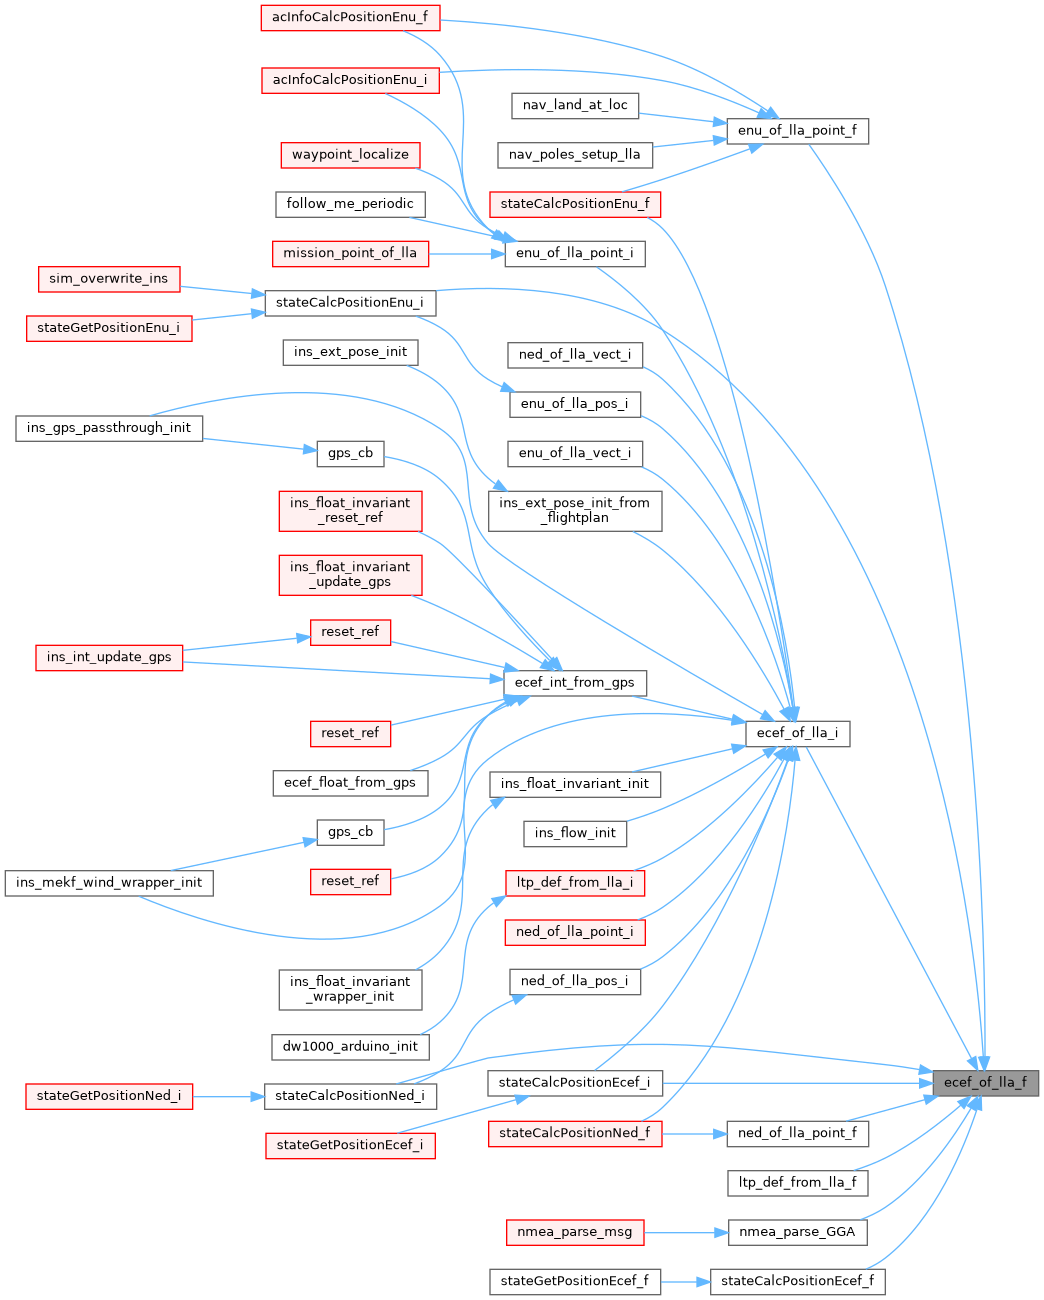 acInfoCalcPositionEnu_f
acInfoCalcPositionEnu_i
nav_land_at_loc
enu_of_lla_point_f
waypoint_localize
nav_poles_setup_lla
follow_me_periodic
stateCalcPositionEnu_f
mission_point_of_lla
enu_of_lla_point_i
sim_overwrite_ins
stateCalcPositionEnu_i
stateGetPositionEnu_i
ins_ext_pose_init
ned_of_lla_vect_i
enu_of_lla_pos_i
ins_gps_passthrough_init
gps_cb
enu_of_lla_vect_i
ins_float_invariant
_reset_ref
ins_ext_pose_init_from
_flightplan
ins_float_invariant
_update_gps
reset_ref
ins_int_update_gps
ecef_int_from_gps
reset_ref
ecef_of_lla_i
ecef_float_from_gps
ins_float_invariant_init
gps_cb
ins_flow_init
ins_mekf_wind_wrapper_init
reset_ref
ltp_def_from_lla_i
ned_of_lla_point_i
ins_float_invariant
_wrapper_init
ned_of_lla_pos_i
dw1000_arduino_init
stateCalcPositionEcef_i
ecef_of_lla_f
stateGetPositionNed_i
stateCalcPositionNed_i
stateGetPositionEcef_i
stateCalcPositionNed_f
ned_of_lla_point_f
ltp_def_from_lla_f
nmea_parse_msg
nmea_parse_GGA
stateGetPositionEcef_f
stateCalcPositionEcef_f